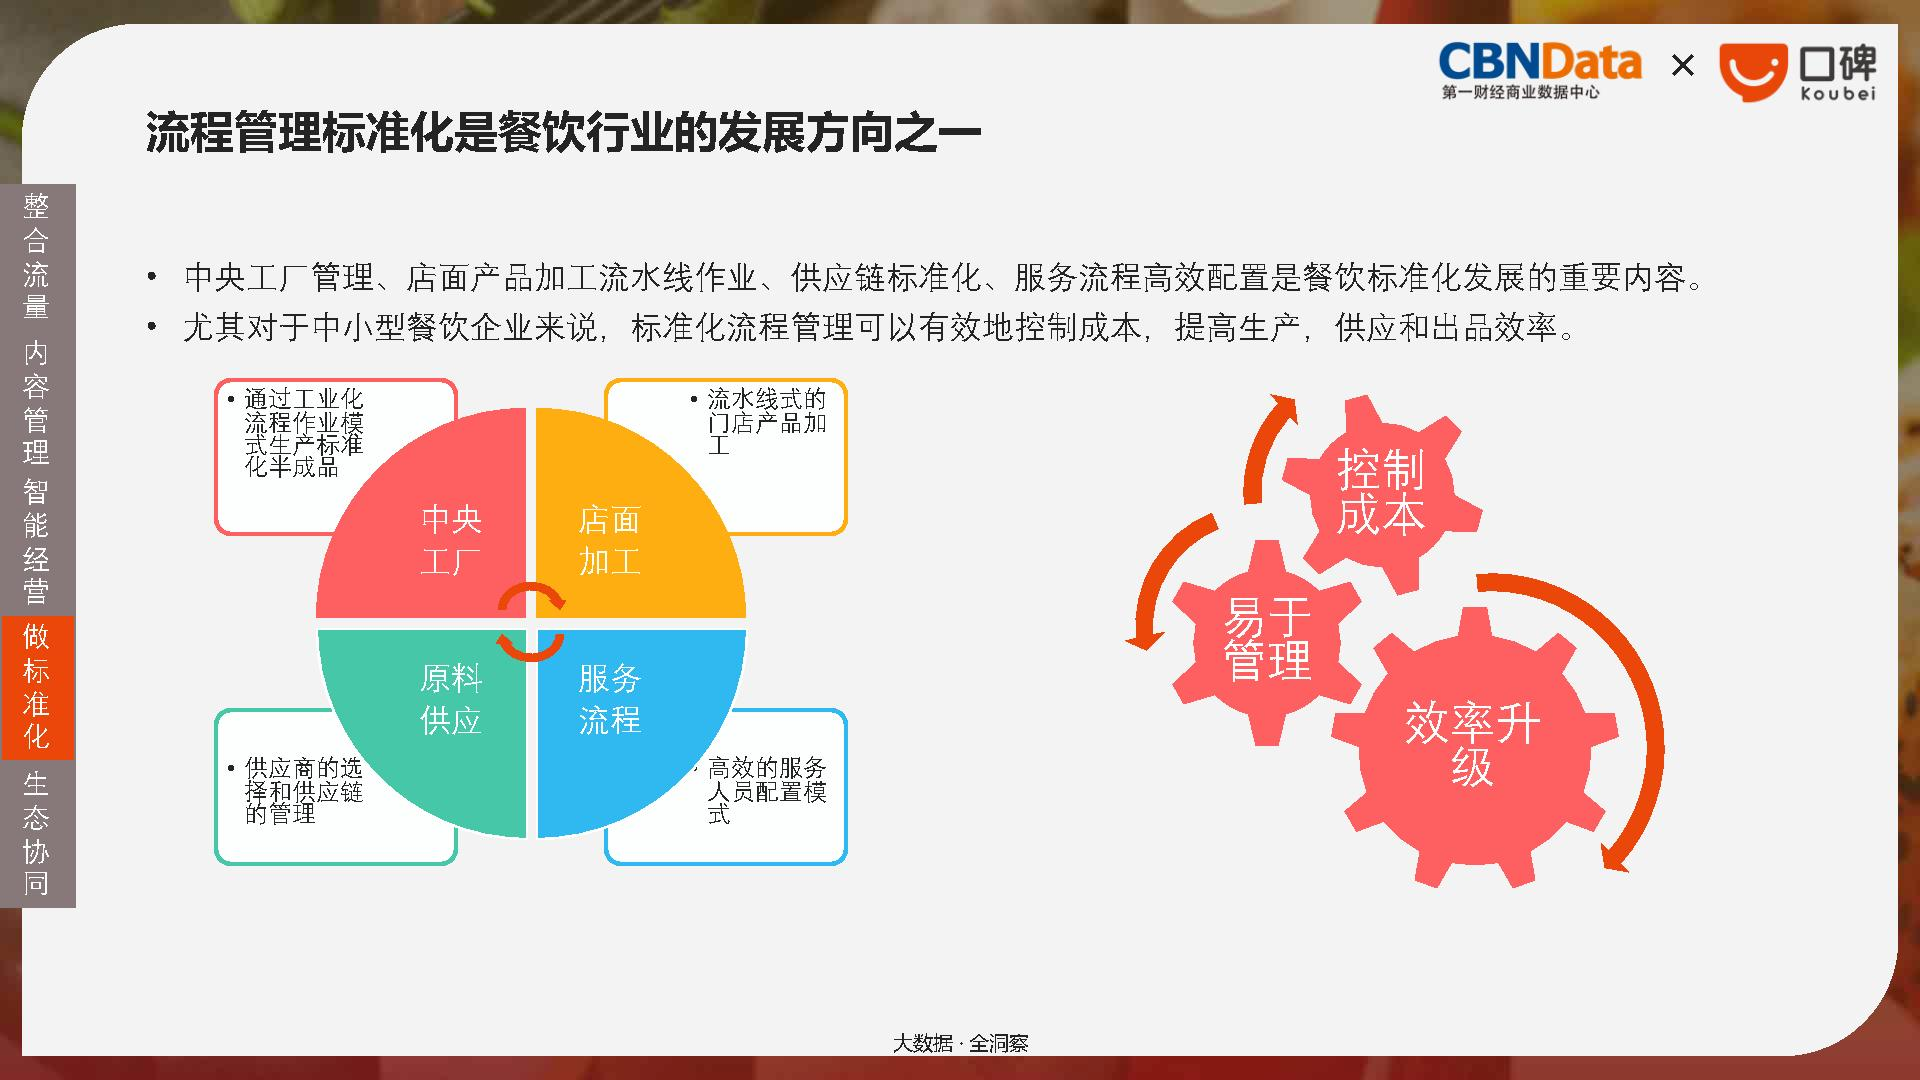 CBNData
第一财经商业数据中心
×
口碑
Koubei
流程管理标准化是餐饮行业的发展方向之一
整合流量
内容管理
智能经营
做标准化
生态协同
• 中央工厂管理、店面产品加工流水线作业、供应链标准化、服务流程高效配置是餐饮标准化发展的重要内容。
• 尤其对于中小型餐饮企业来说，标准化流程管理可以有效地控制成本，提高生产，供应和出品效率。
• 通过工业化
流程作业模
式生产标准
化半成品
• 流水线式的
门店产品加
工
中央
工厂
店面
加工
原料
供应
服务
流程
• 供应商的选
择和供应链
的管理
• 高效的服务
人员配置模
式
控制
成本
易于
管理
效率升
级
大数据·全洞察